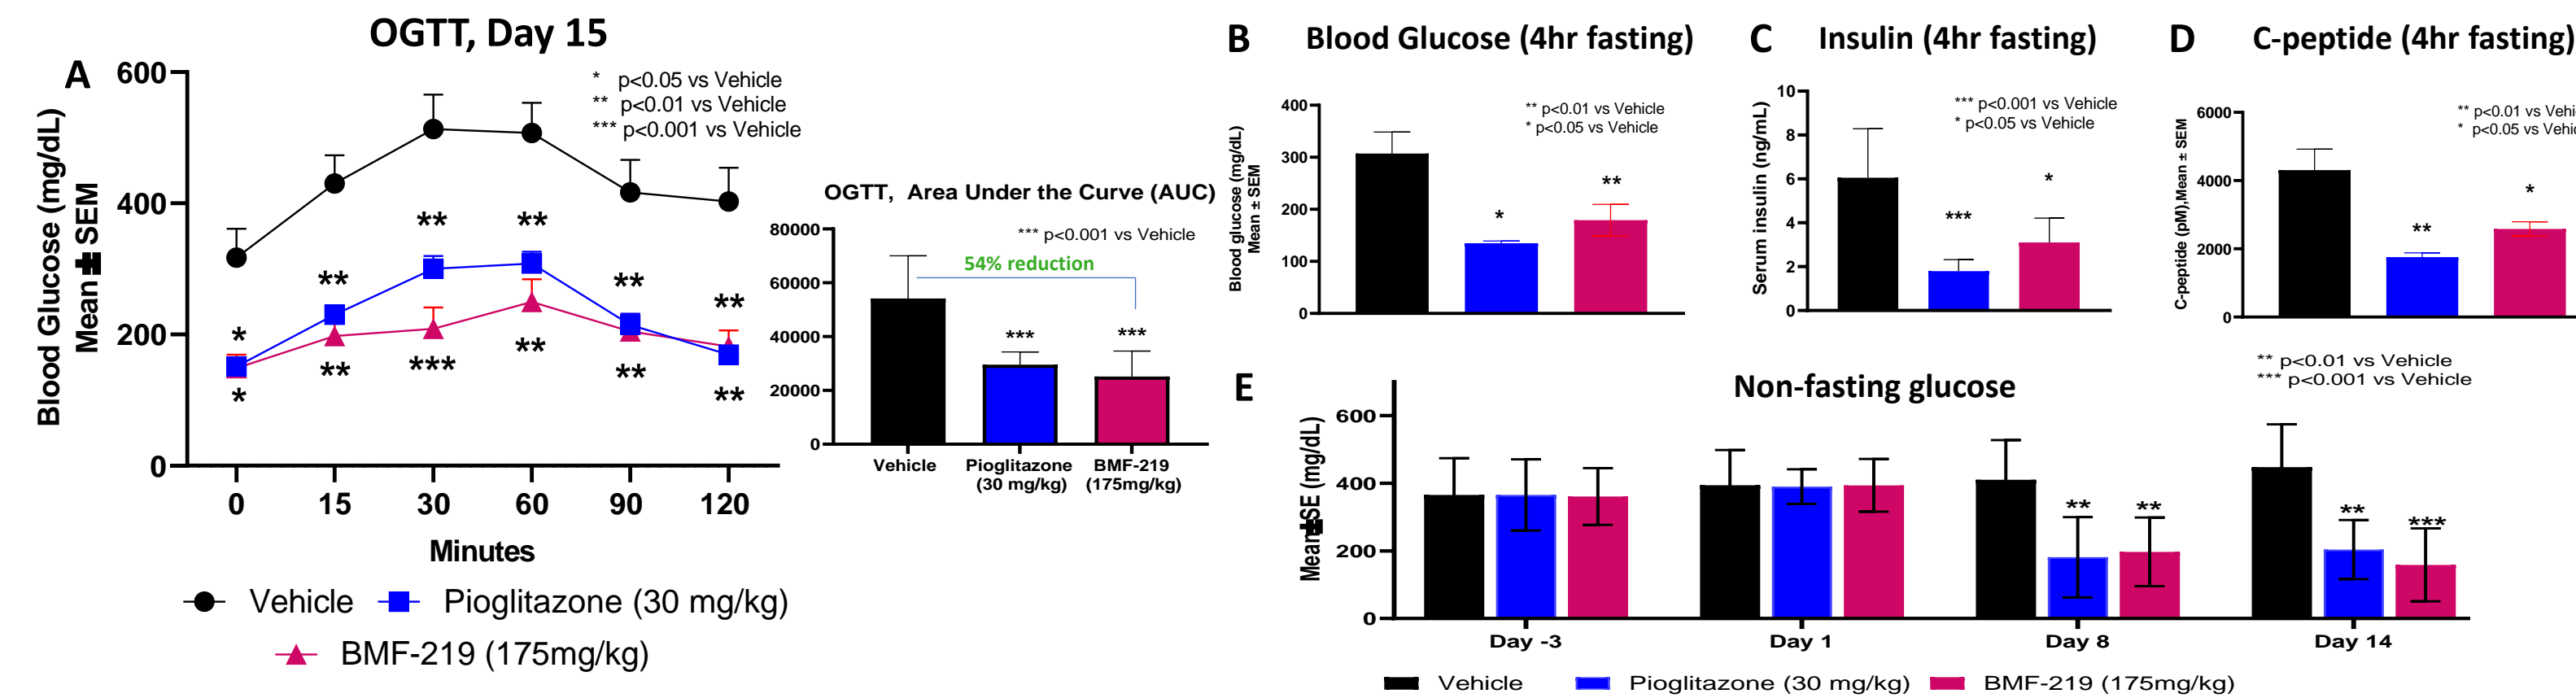 OGTT, Day 15
A
* p<0.05 vs Vehicle
** p<0.01 vs Vehicle
*** p<0.001 vs Vehicle
Blood Glucose (mg/dL)
Mean ± SEM
600
400
200
0
** **
** **
**
*
*
** *** ** ** **
0 15 30 60 90 120
Minutes
Vehicle Pioglitazone (30 mg/kg)
BMF-219 (175mg/kg)
OGTT, Area Under the Curve (AUC)
*** p<0.001 vs Vehicle
54% reduction
80000
60000
40000
20000
0
*** ***
Vehicle Pioglitazone BMF-219
(30 mg/kg) (175mg/kg)
B Blood Glucose (4hr fasting)
** p<0.01 vs Vehicle
* p<0.05 vs Vehicle
Blood glucose (mg/dL)
Mean ± SEM
400
300
200
100
0
* **
C Insulin (4hr fasting)
*** p<0.001 vs Vehicle
* p<0.05 vs Vehicle
Serum insulin (ng/mL)
10
8
6
4
2
0
*** *
D C-peptide (4hr fasting)
** p<0.01 vs Vehi
* p<0.05 vs Vehi
C-peptide (pM),Mean ± SEM
6000
4000
2000
0
** *
E Non-fasting glucose
** p<0.01 vs Vehicle
*** p<0.001 vs Vehicle
Mean±SE (mg/dL)
600
400
200
0
** ** ** ***
Day -3 Day 1 Day 8 Day 14
Vehicle Pioglitazone (30 mg/kg) BMF-219 (175mg/kg)